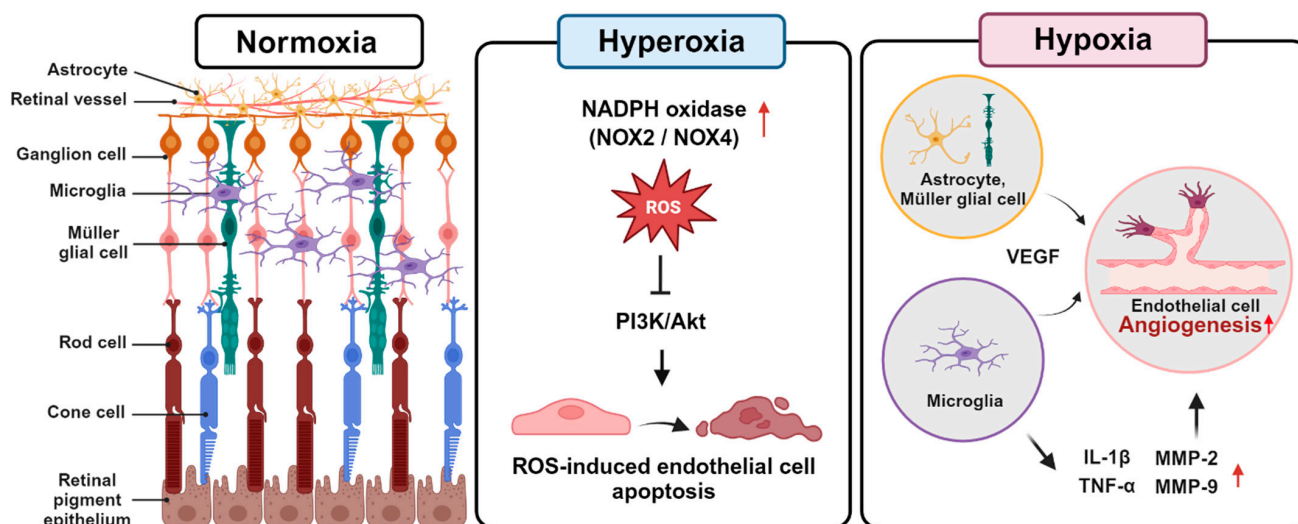 Normoxia
Astrocyte
Retinal vessel
Ganglion cell
Microglia
Müller
glial cell
Rod cell
Cone cell
Retinal
pigment
epithelium
Hyperoxia
NADPH oxidase
(NOX2 / NOX4)
ROS
PI3K/Akt
ROS-induced endothelial cell
apoptosis
Hypoxia
Astrocyte,
Müller glial cell
VEGF
Endothelial cell
Angiogenesis
Microglia
IL-1β MMP-2
TNF-α MMP-9